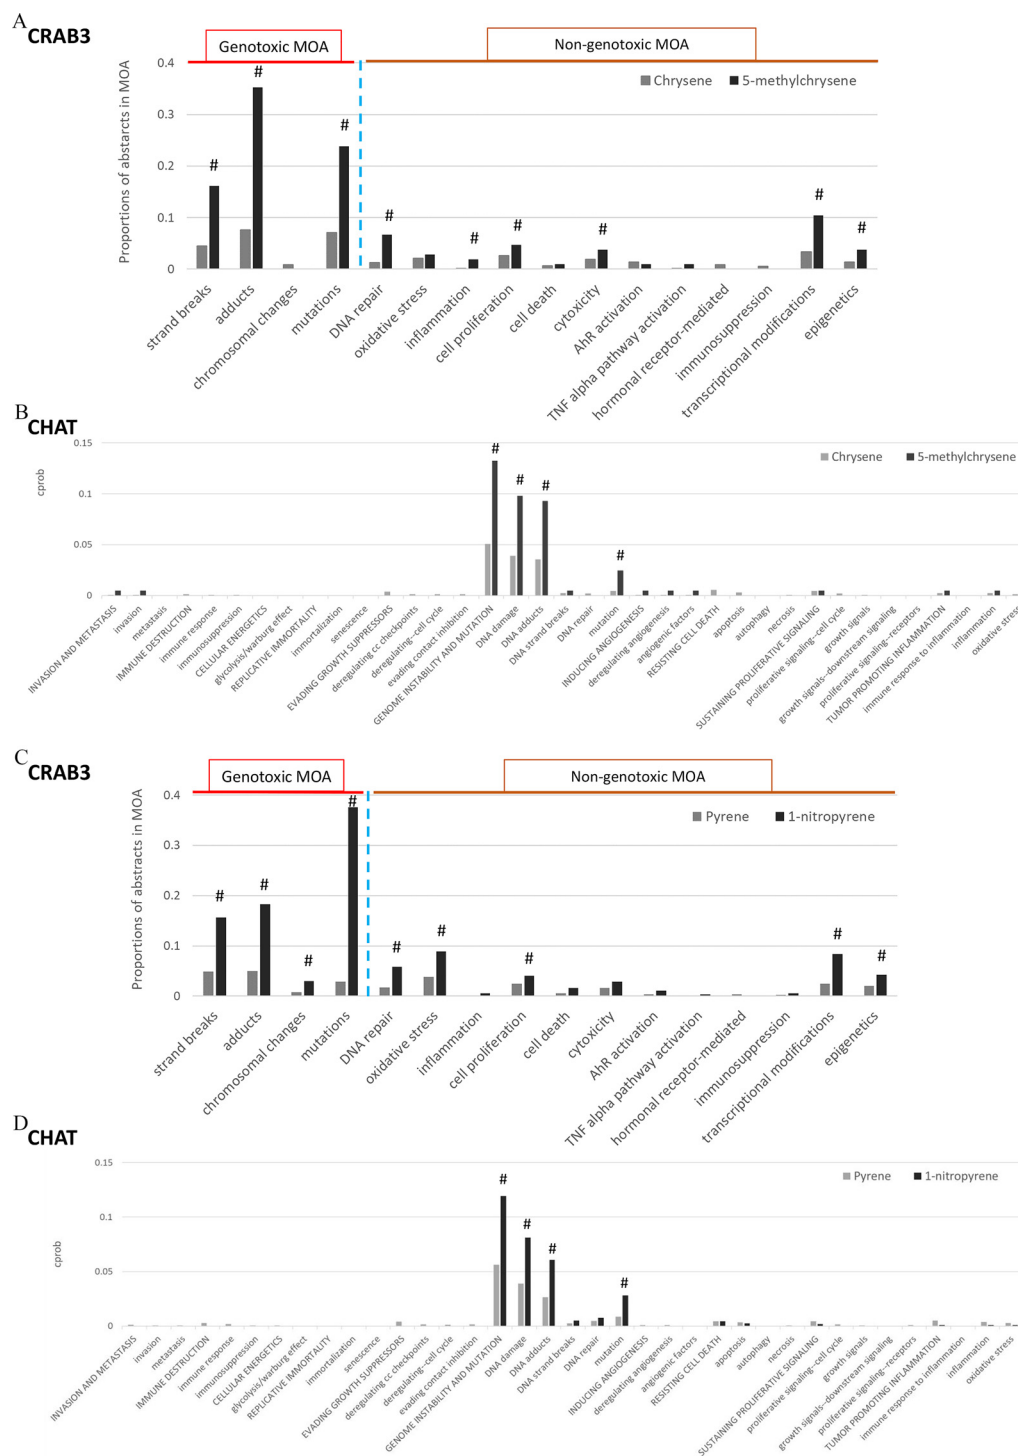 A
CRAB3
Genotoxic MOA
Non-genotoxic MOA
Proportions of abstarcts in MOA
0.4
0.3
0.2
0.1
0
Chrysene
5-methylchrysene
#
#
#
#
#
#
#
#
#
strand breaks
adducts
chromosomal changes
mutations
DNA repair
oxidative stress
inflammation
cell proliferation
cell death
cytoxicity
AhR activation
TNF alpha pathway activation
hormonal receptor-mediated
immunosuppression
transcriptional modifications
epigenetics
B
CHAT
cprob
0.15
0.1
0.05
0
Chrysene
5-methylchrysene
#
#
#
#
INVASION AND METASTASIS
invasion
metastasis
IMMUNE DESTRUCTION
immune response
immunosuppression
CELLULAR ENERGETICS
glycolysis/warburg effect
REPLICATIVE IMMORTALITY
immortalization
senescence
EVADING GROWTH SUPPRESSORS
deregulating cc checkpoints
deregulating--cell cycle
evading contact inhibition
GENOME INSTABILITY AND MUTATION
DNA damage
DNA adducts
DNA strand breaks
DNA repair
mutation
INDUCING ANGIOGENESIS
deregulating angiogenesis
angiogenic factors
RESISTING CELL DEATH
apoptosis
autophagy
necrosis
SUSTAINING PROLIFERATIVE SIGNALING
proliferative signaling--cell cycle
growth signals
growth signals--downstream signaling
proliferative signaling--receptors
TUMOR PROMOTING INFLAMMATION
immune response to inflammation
inflammation
oxidative stress
C
CRAB3
Genotoxic MOA
Non-genotoxic MOA
Proportions of abstracts in MOA
0.4
0.3
0.2
0.1
0
Pyrene
1-nitropyrene
#
#
#
#
#
#
#
#
#
strand breaks
adducts
chromosomal changes
mutations
DNA repair
oxidative stress
inflammation
cell proliferation
cell death
cytoxicity
AhR activation
TNF alpha pathway activation
hormonal receptor-mediated
immunosuppression
transcriptional modifications
epigenetics
D
CHAT
cprob
0.15
0.1
0.05
0
Pyrene
1-nitropyrene
#
#
#
#
INVASION AND METASTASIS
invasion
metastasis
IMMUNE DESTRUCTION
immune response
immunosuppression
CELLULAR ENERGETICS
glycolysis/warburg effect
REPLICATIVE IMMORTALITY
immortalization
senescence
EVADING GROWTH SUPPRESSORS
deregulating cc checkpoints
deregulating--cell cycle
evading contact inhibition
GENOME INSTABILITY AND MUTATION
DNA damage
DNA adducts
DNA strand breaks
DNA repair
mutation
INDUCING ANGIOGENESIS
deregulating angiogenesis
angiogenic factors
RESISTING CELL DEATH
apoptosis
autophagy
necrosis
SUSTAINING PROLIFERATIVE SIGNALING
proliferative signaling--cell cycle
growth signals
growth signals--downstream signaling
proliferative signaling--receptors
TUMOR PROMOTING INFLAMMATION
immune response to inflammation
inflammation
oxidative stress